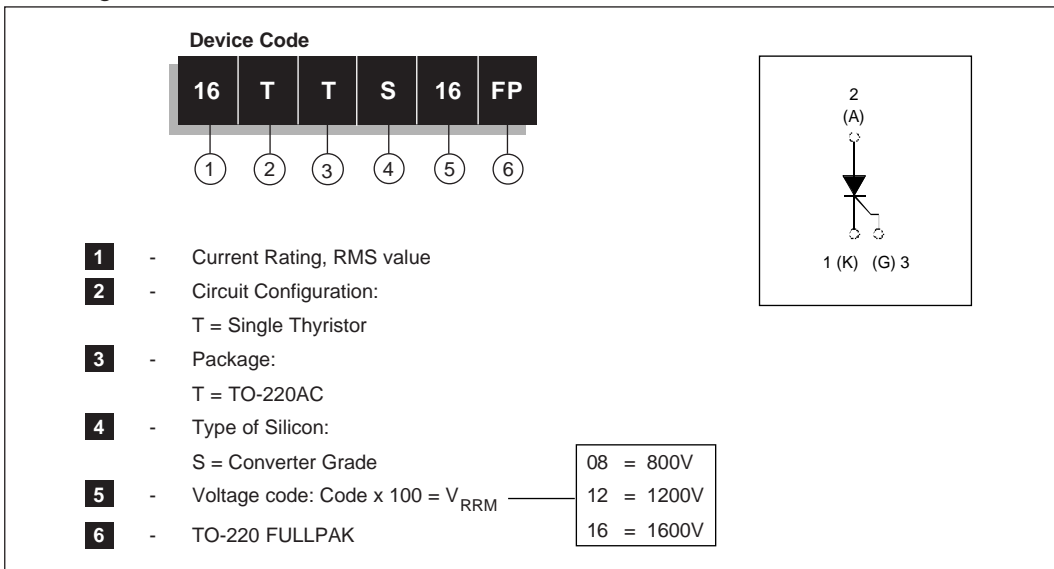 Device Code
16 T T S 16 FP
1 2 3 4 5 6
1 - Current Rating, RMS value
2 - Circuit Configuration:
T = Single Thyristor
3 - Package:
T = TO-220AC
4 - Type of Silicon:
S = Converter Grade
5 - Voltage code: Code x 100 = VRRM
6 - TO-220 FULLPAK
08 = 800V
12 = 1200V
16 = 1600V
2
(A)
1 (K) (G) 3